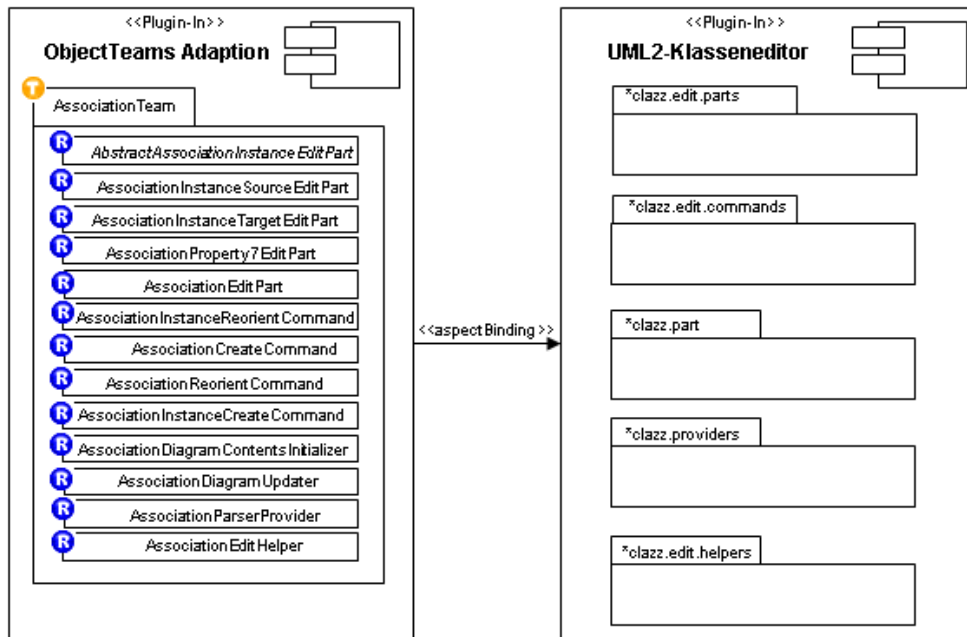 <<Plugin-In>>
ObjectTeams Adaption
T
AssociationTeam
R
AbstractAssociationInstanceEditPart
R
AssociationInstanceSourceEditPart
R
AssociationInstanceTargetEditPart
R
AssociationProperty7EditPart
R
AssociationEditPart
R
AssociationInstanceReorientCommand
R
AssociationCreateCommand
R
AssociationReorientCommand
R
AssociationInstanceCreateCommand
R
AssociationDiagramContentsInitializer
R
AssociationDiagramUpdater
R
AssociationParserProvider
R
AssociationEditHelper
<<aspectBinding>>
<<Plugin-In>>
UML2-Klasseneditor
*clazz.edit.parts
*clazz.edit.commands
*clazz.part
*clazz.providers
*clazz.edit.helpers